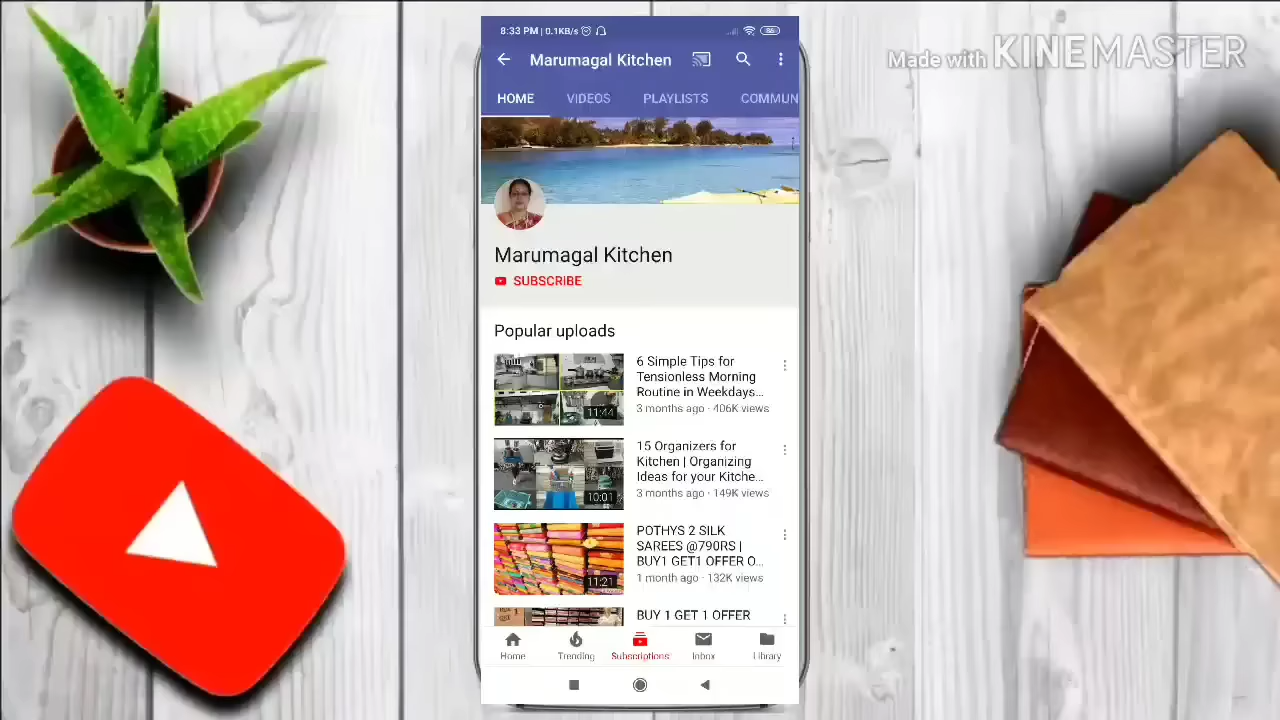 8:33 PM | 0.1KB/s
Made with KINEMASTER
Marumagal Kitchen
HOME VIDEOS PLAYLISTS COMMUN
Marumagal Kitchen
SUBSCRIBE
Popular uploads
6 Simple Tips for
Tensionless Morning
Routine in Weekdays...
3 months ago · 406K views
11:44
15 Organizers for
Kitchen | Organizing
Ideas for your Kitche...
3 months ago · 149K views
10:01
POTHYS 2 SILK
SAREES @790RS |
BUY1 GET1 OFFER O...
1 month ago · 132K views
11:21
BUY 1 GET 1 OFFER
Home Trending Subscriptions Inbox Library